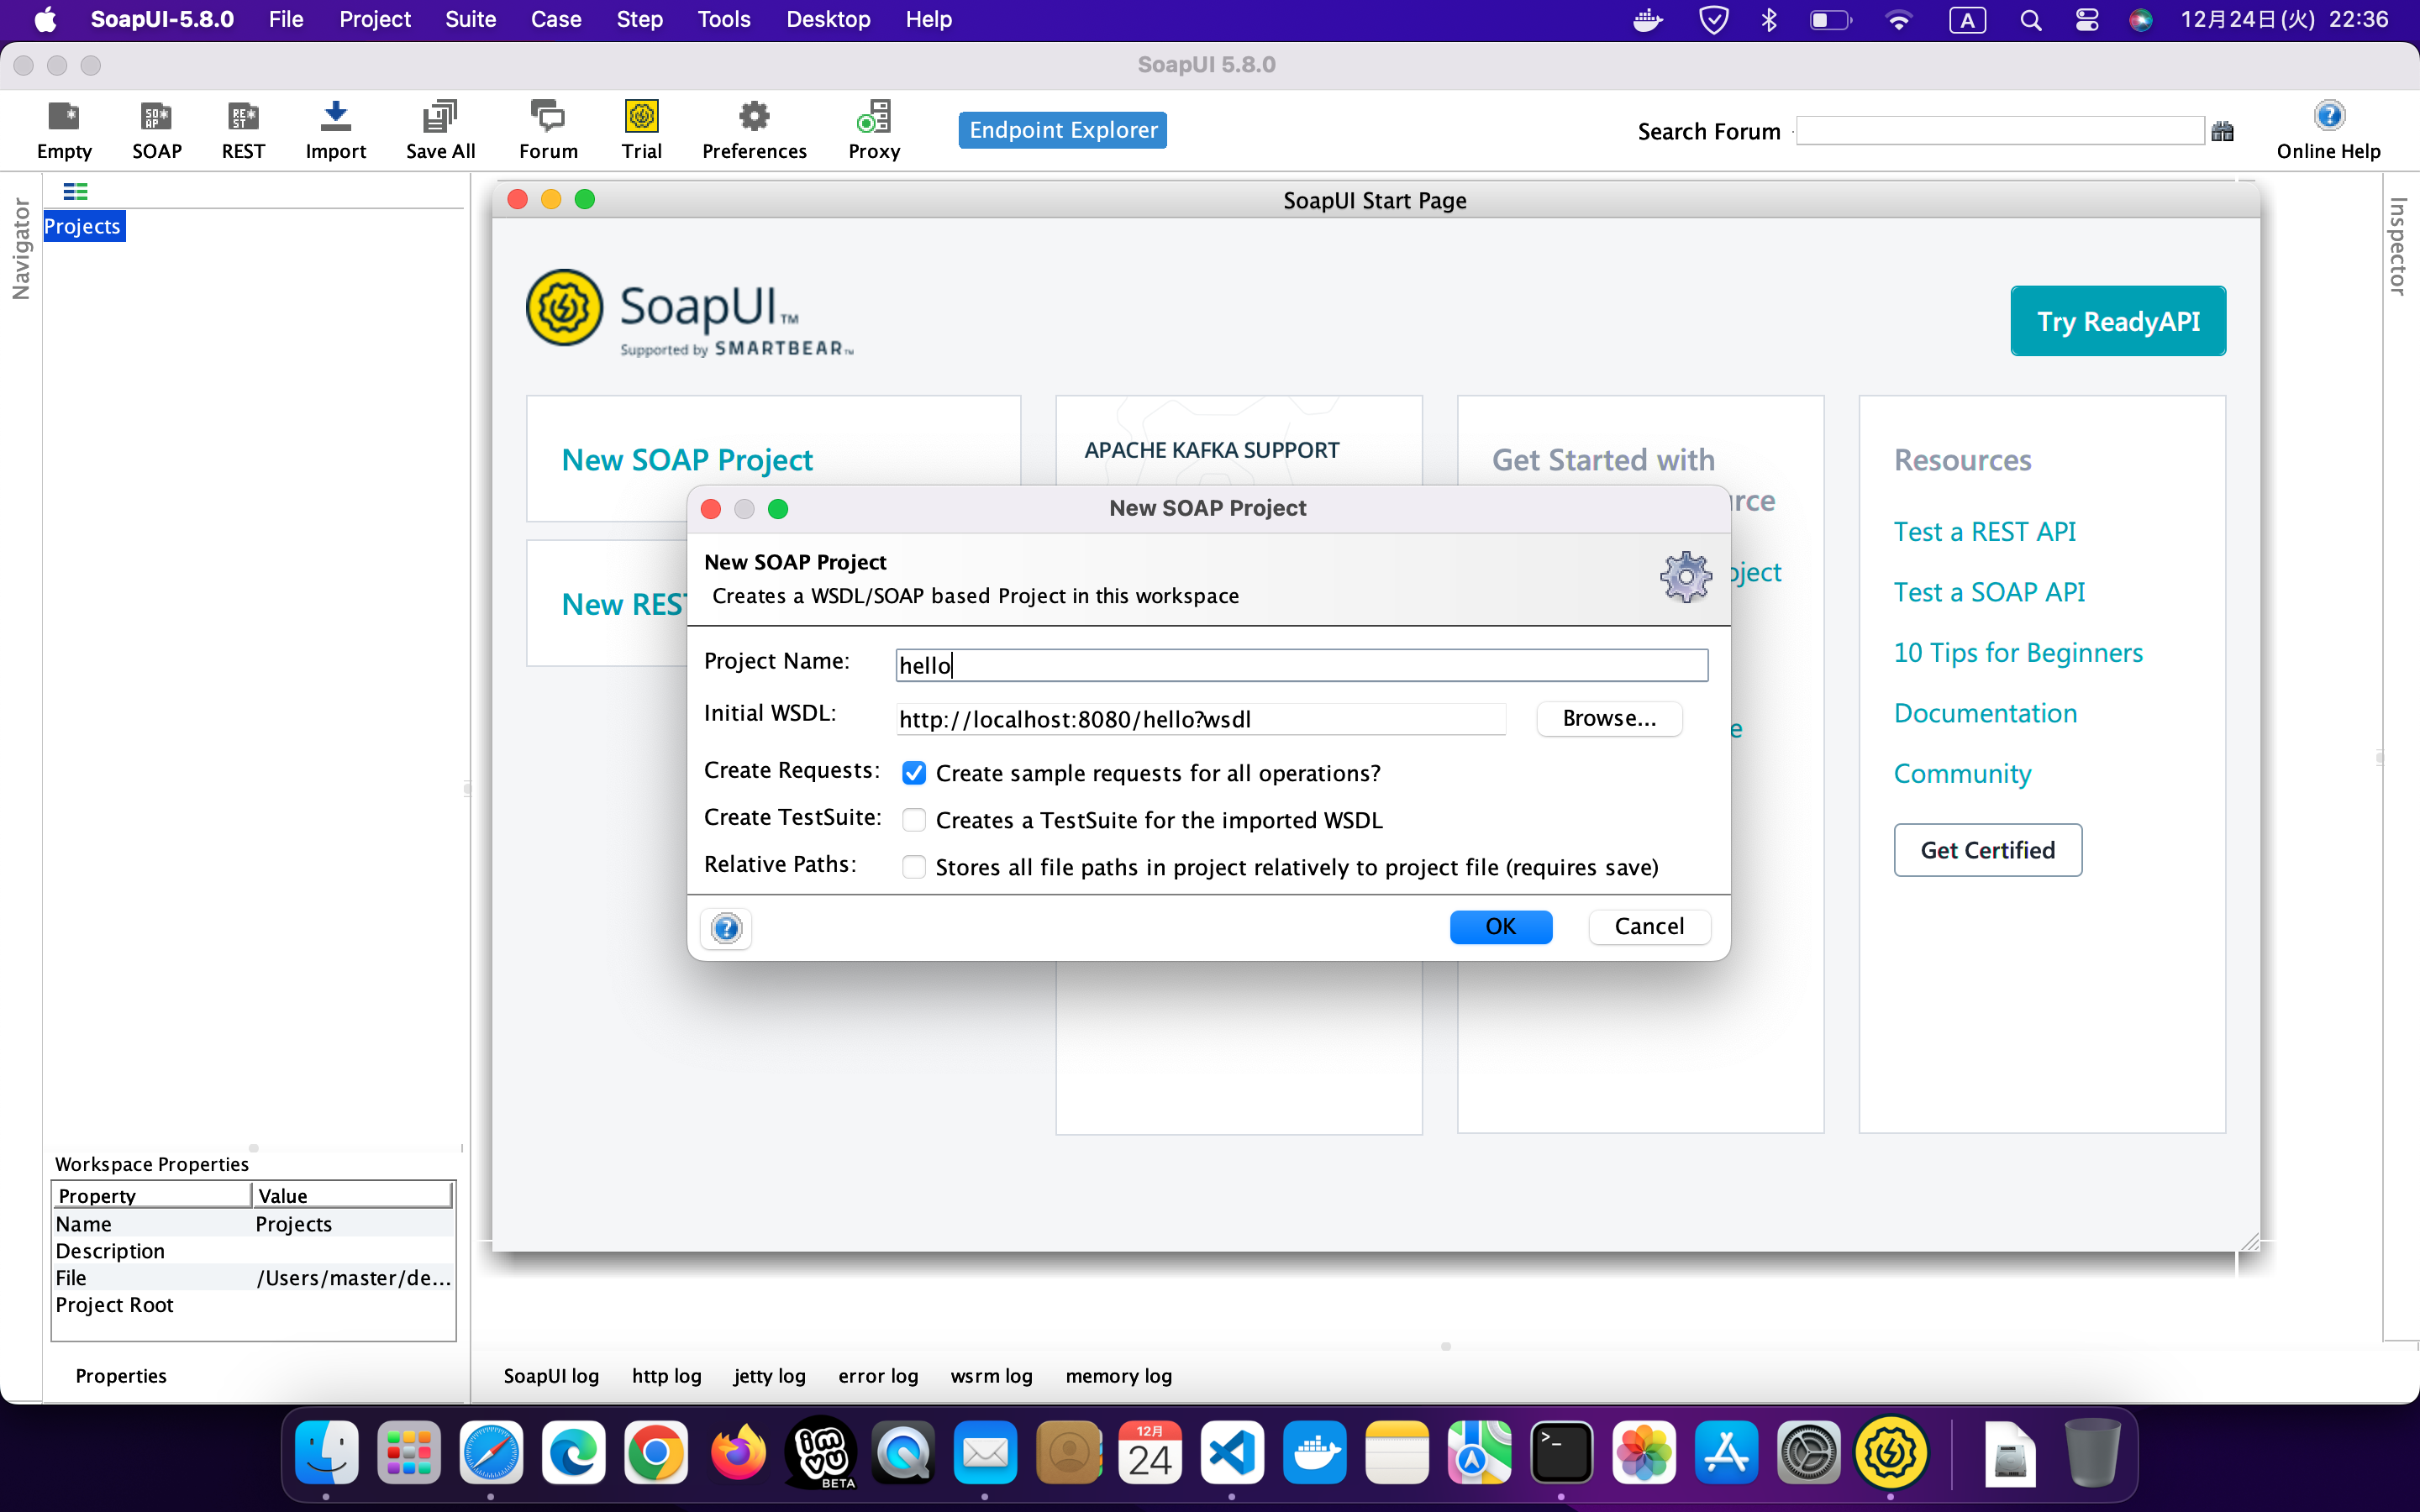 SoapUI-5.8.0 File Project Suite Case Step Tools Desktop Help A 12月24日(火) 22:36
SoapUI 5.8.0
Empty SOAP REST Import Save All Forum Trial Preferences Proxy Endpoint Explorer Search Forum Online Help
Navigator
Projects
Inspector
SoapUI Start Page
SoapUI™
Supported by SMARTBEAR™
Try ReadyAPI
New SOAP Project
New REST
APACHE KAFKA SUPPORT
Get Started with
rce
oject
e
Resources
Test a REST API
Test a SOAP API
10 Tips for Beginners
Documentation
Community
Get Certified
New SOAP Project
New SOAP Project
Creates a WSDL/SOAP based Project in this workspace
Project Name: hello
Initial WSDL: http://localhost:8080/hello?wsdl Browse...
Create Requests: Create sample requests for all operations?
Create TestSuite: Creates a TestSuite for the imported WSDL
Relative Paths: Stores all file paths in project relatively to project file (requires save)
OK Cancel
Workspace Properties
Property Value
Name Projects
Description
File /Users/master/de...
Project Root
Properties
SoapUI log http log jetty log error log wsrm log memory log
imvu BETA
12月
24